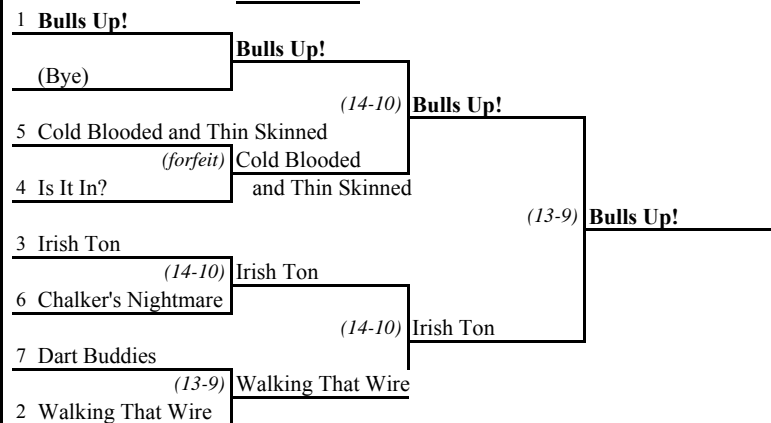 1 Bulls Up!
Bulls Up!
(Bye)
(14-10) Bulls Up!
5 Cold Blooded and Thin Skinned
(forfeit) Cold Blooded
4 Is It In? and Thin Skinned
(13-9) Bulls Up!
3 Irish Ton
(14-10) Irish Ton
6 Chalker's Nightmare
(14-10) Irish Ton
7 Dart Buddies
(13-9) Walking That Wire
2 Walking That Wire